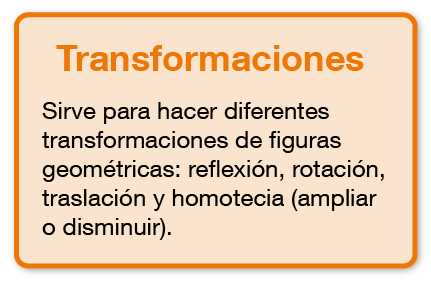 Transformaciones
Sirve para hacer diferentes
transformaciones de figuras
geométricas: reflexión, rotación,
traslación y homotecia (ampliar
o disminuir).